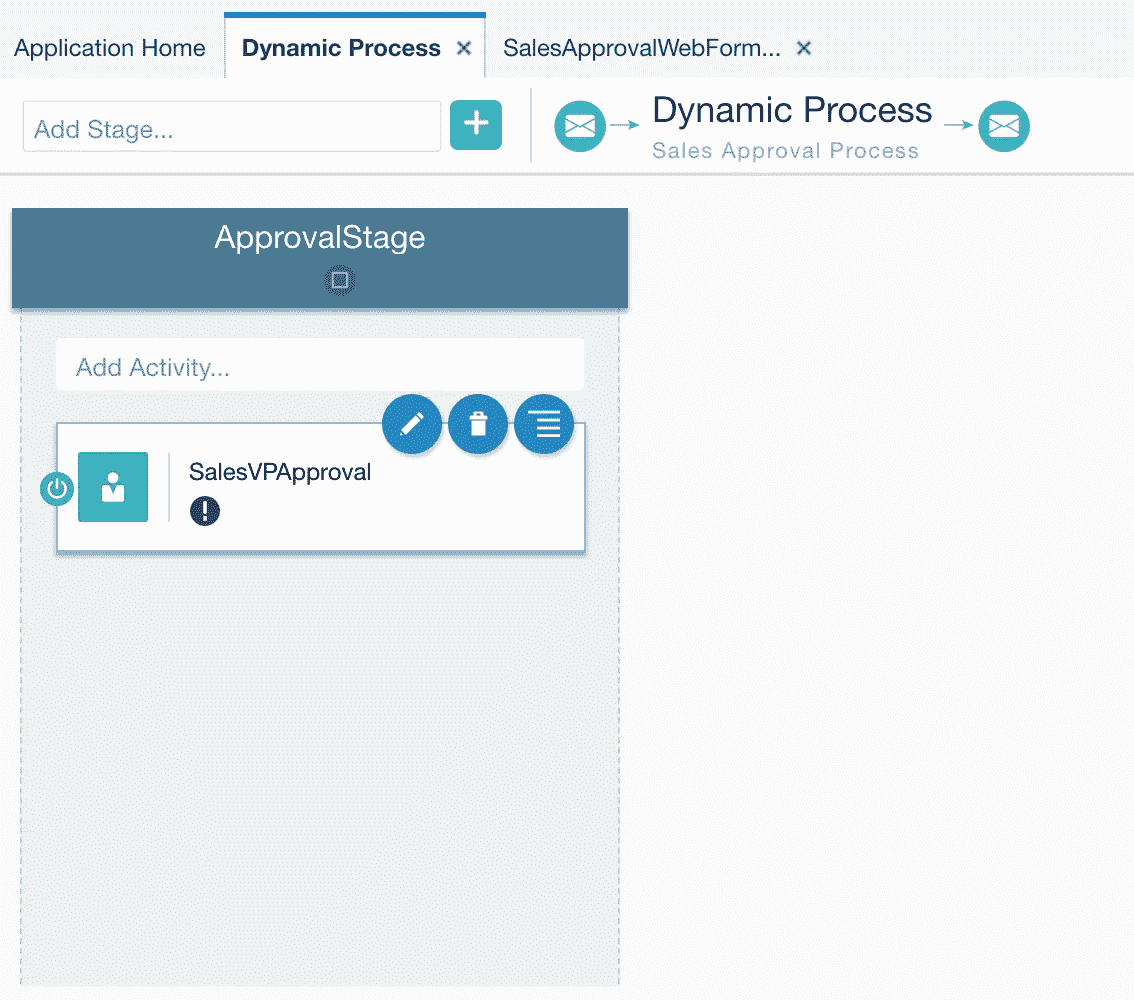 Application Home
Dynamic Process
SalesApprovalWebForm...
Add Stage...
Dynamic Process
Sales Approval Process
ApprovalStage
Add Activity...
SalesVPApproval